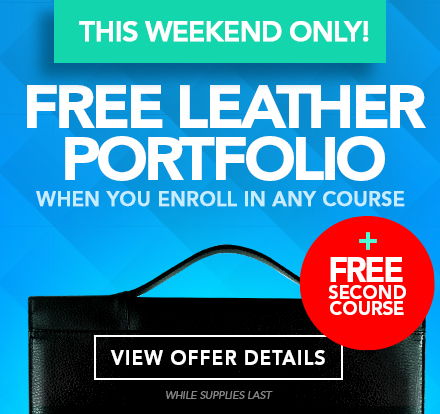 THIS WEEKEND ONLY!
FREE LEATHER
PORTFOLIO
WHEN YOU ENROLL IN ANY COURSE
+
FREE
SECOND
COURSE
VIEW OFFER DETAILS
WHILE SUPPLIES LAST